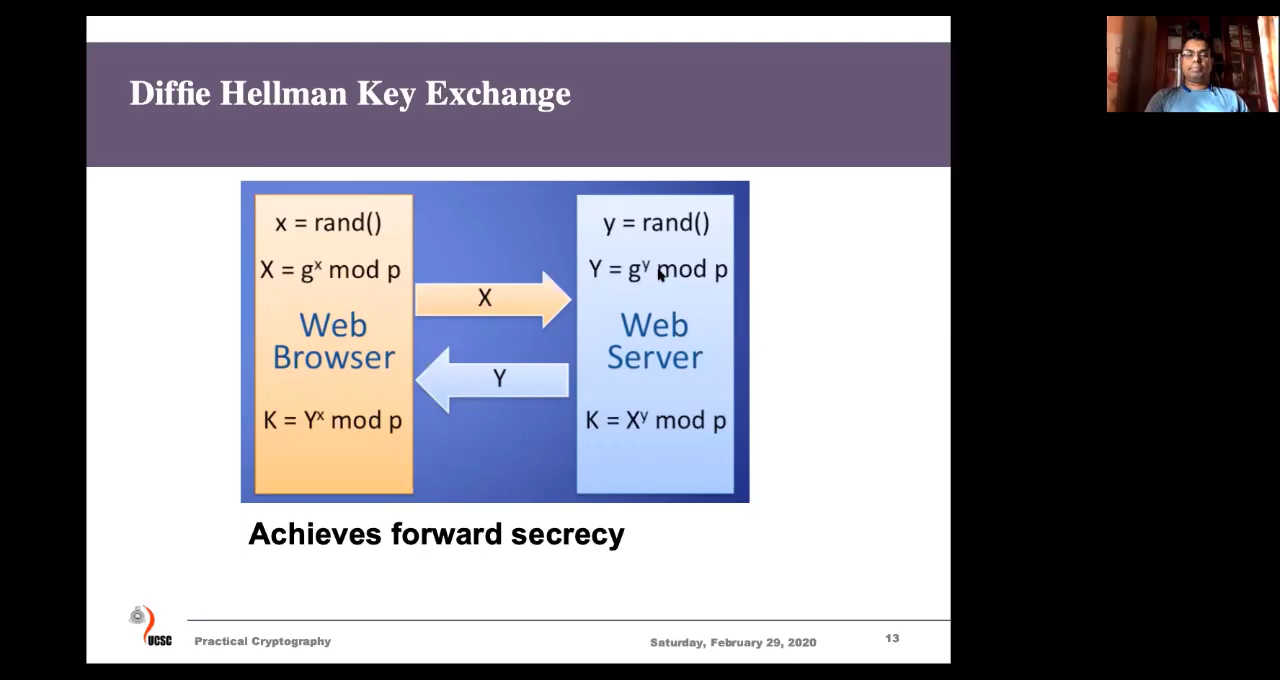 Diffie Hellman Key Exchange
x = rand()
X = gˣ mod p
Web
Browser
K = Yˣ mod p
X
Y
y = rand()
Y = gʸ mod p
Web
Server
K = Xʸ mod p
Achieves forward secrecy
UCSC
Practical Cryptography
Saturday, February 29, 2020
13